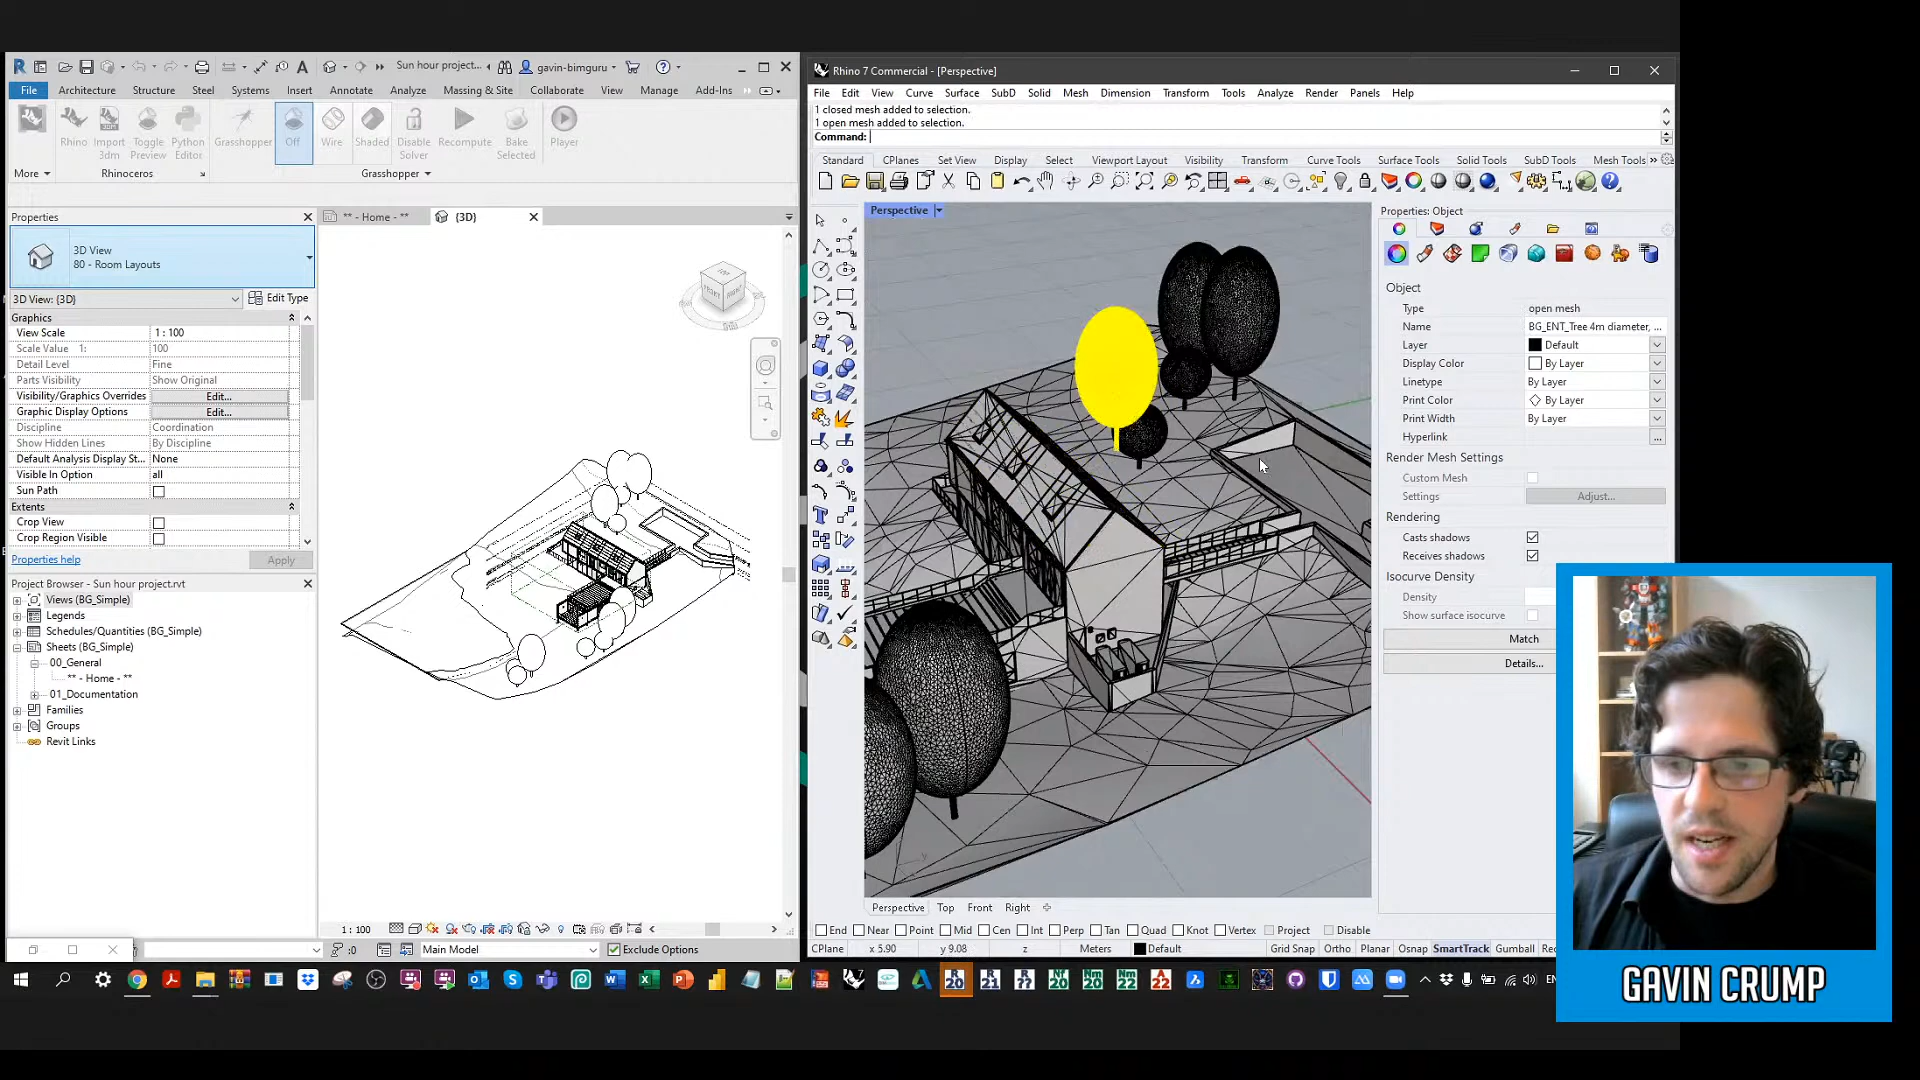 Sun hour project...
gavin-bimguru
File
Architecture
Structure
Steel
Systems
Insert
Annotate
Analyze
Massing & Site
Collaborate
View
Manage
Add-Ins
Rhino
Import 3dm
Toggle Preview
Python Editor
Grasshopper
Off
Wire
Shaded
Disable Solver
Recompute
Bake Selected
Player
More
Rhinoceros
Grasshopper
Properties
** - Home - **
{3D}
3D View
80 - Room Layouts
3D View: {3D}
Edit Type
Graphics
View Scale 1 : 100
Scale Value 1: 100
Detail Level Fine
Parts Visibility Show Original
Visibility/Graphics Overrides Edit...
Graphic Display Options Edit...
Discipline Coordination
Show Hidden Lines By Discipline
Default Analysis Display St... None
Visible In Option all
Sun Path
Extents
Crop View
Crop Region Visible
Properties help
Apply
Project Browser - Sun hour project.rvt
Views (BG_Simple)
Legends
Schedules/Quantities (BG_Simple)
Sheets (BG_Simple)
00_General
** - Home - **
01_Documentation
Families
Groups
Revit Links
FRONT
RIGHT
1 : 100
:0
Main Model
Exclude Options
Rhino 7 Commercial - [Perspective]
File Edit View Curve Surface SubD Solid Mesh Dimension Transform Tools Analyze Render Panels Help
1 closed mesh added to selection.
1 open mesh added to selection.
Command:
Standard CPlanes Set View Display Select Viewport Layout Visibility Transform Curve Tools Surface Tools Solid Tools SubD Tools Mesh Tools
Perspective
Properties: Object
Object
Type open mesh
Name BG_ENT_Tree 4m diameter, ...
Layer Default
Display Color By Layer
Linetype By Layer
Print Color By Layer
Print Width By Layer
Hyperlink ...
Render Mesh Settings
Custom Mesh
Settings Adjust...
Rendering
Casts shadows
Receives shadows
Isocurve Density
Density
Show surface isocurve
Match
Details...
Perspective Top Front Right
End Near Point Mid Cen Int Perp Tan Quad Knot Vertex Project Disable
CPlane x 5.90 y 9.08 z Meters Default Grid Snap Ortho Planar Osnap SmartTrack Gumball Rec
GAVIN CRUMP